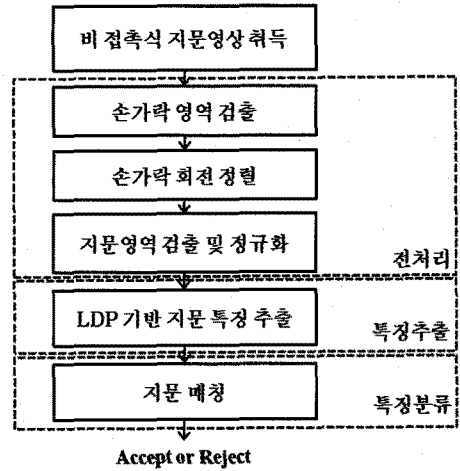 비 접촉식 지문영상 취득
손가락 영역 검출
손가락 회전 정렬
지문영역 검출 및 정규화
전처리
LDP 기반 지문 특징 추출
특징추출
지문 매칭
특징분류
Accept or Reject